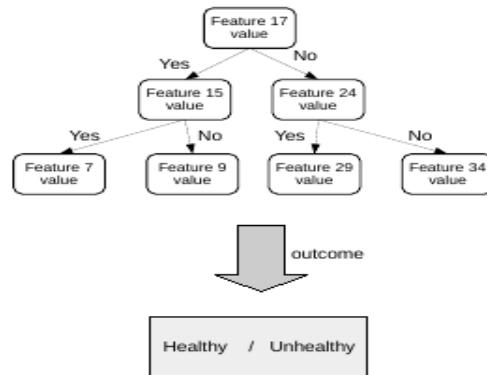 Feature 17
value
Yes
No
Feature 15
value
Feature 24
value
Yes
No
Yes
No
Feature 7
value
Feature 9
value
Feature 29
value
Feature 34
value
outcome
Healthy / Unhealthy